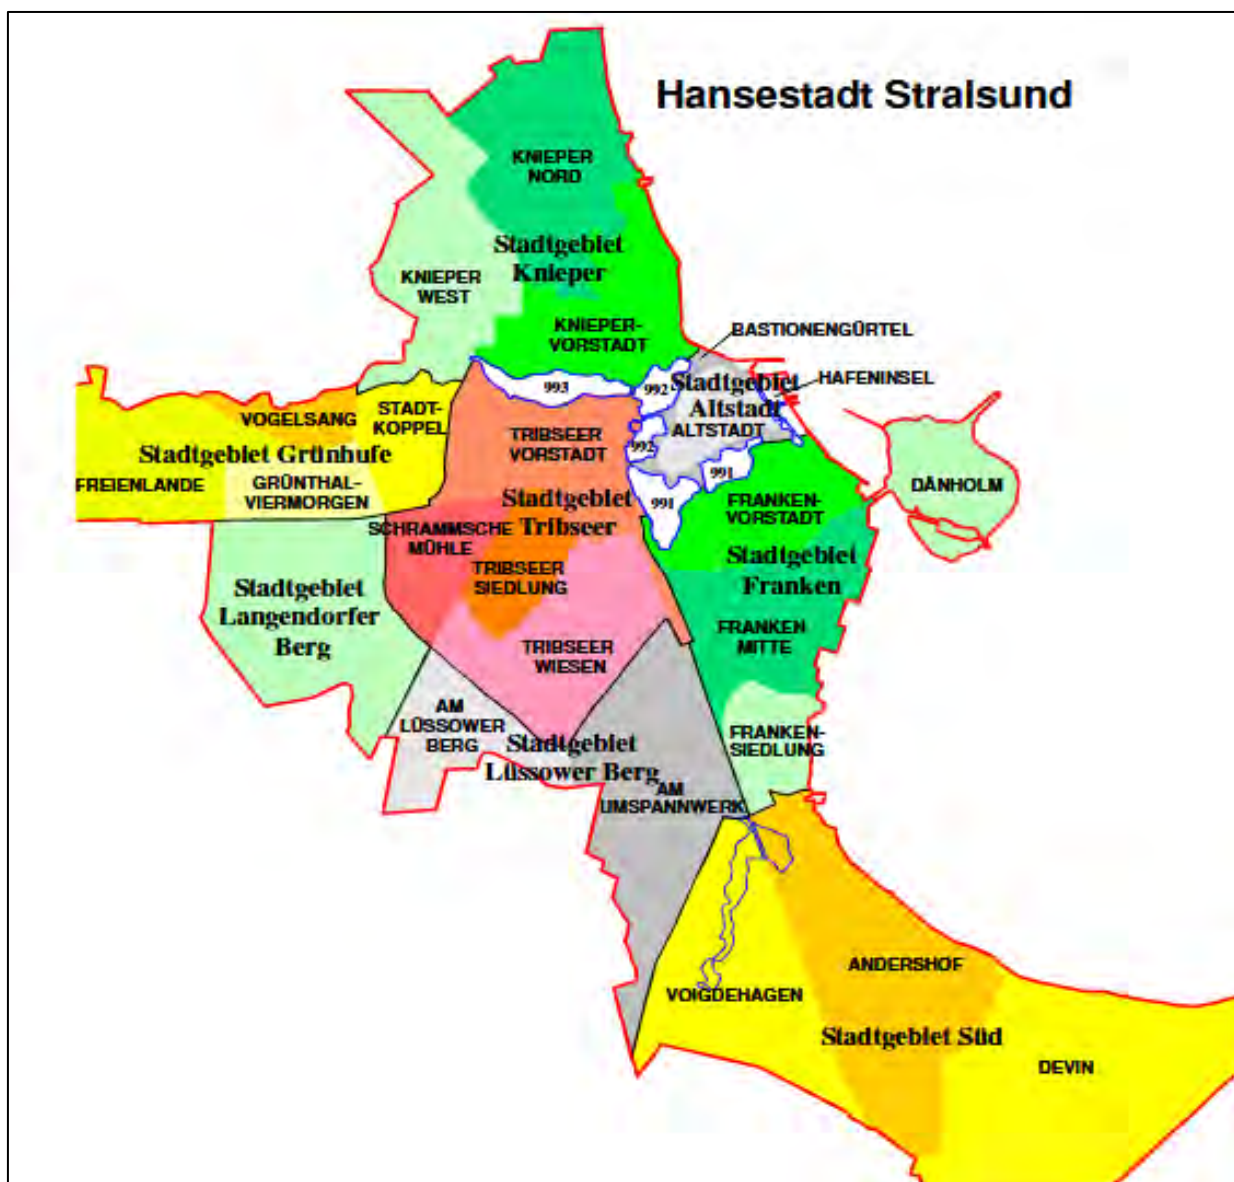 Hansestadt Stralsund
KNIEPER
NORD
Stadtgebiet
Knieper
KNIEPER
WEST
KNIEPER-
VORSTADT
BASTIONENGÜRTEL
HAFENINSEL
993
992
Stadtgebiet
Altstadt
ALTSTADT
992
991
991
VOGELSANG
STADT-
KOPPEL
Stadtgebiet Grünhufe
FREIENLANDE
GRÜNTHAL-
VIERMORGEN
TRIBSEER
VORSTADT
Stadtgebiet
Tribseer
SCHRAMMSCHE
MÜHLE
TRIBSEER
SIEDLUNG
TRIBSEER
WIESEN
FRANKEN-
VORSTADT
Stadtgebiet
Franken
FRANKEN
MITTE
FRANKEN-
SIEDLUNG
DÄNHOLM
Stadtgebiet
Langendorfer
Berg
AM
LÜSSOWER
BERG
Stadtgebiet
Lüssower Berg
AM
UMSPANNWERK
ANDERSHOF
VOIGDEHAGEN
Stadtgebiet Süd
DEVIN